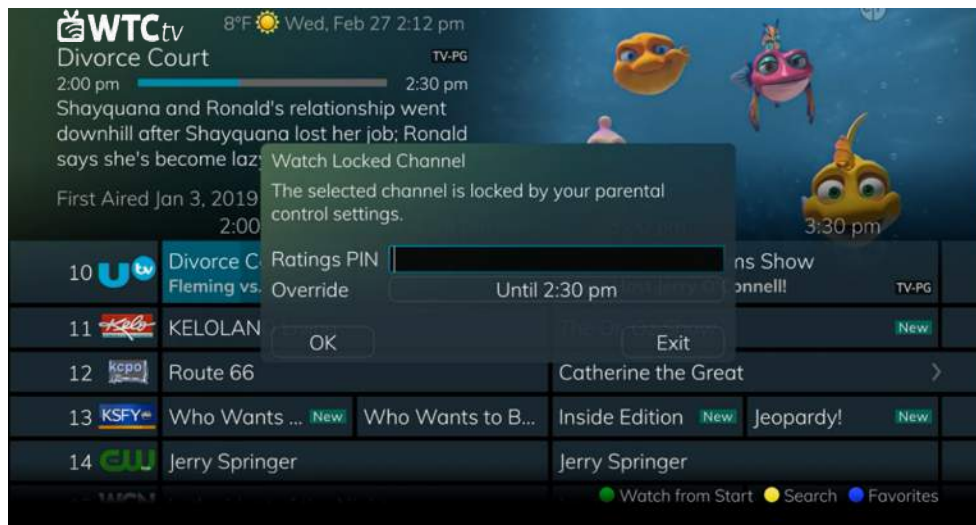 WTCtv 8°F Wed, Feb 27 2:12 pm
Divorce Court TV-PG
2:00 pm 2:30 pm
Shayquana and Ronald's relationship went
downhill after Shayquana lost her job; Ronald
says she's become lazy
First Aired Jan 3, 2019
2:00 3:30 pm
Watch Locked Channel
The selected channel is locked by your parental
control settings.
Ratings PIN
Override Until 2:30 pm
OK Exit
10 U tv Divorce C ms Show
Fleming vs. onnell! TV-PG
11 Kelo KELOLAN New
12 kcpo Route 66 Catherine the Great
13 KSFY Who Wants ... New Who Wants to B... Inside Edition New Jeopardy! New
14 CW Jerry Springer Jerry Springer
Watch from Start Search Favorites